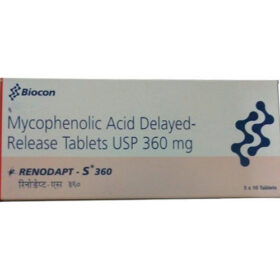 Biocon
Mycophenolic Acid Delayed-
Release Tablets USP 360 mg
RENODAPT - S* 360
रिनोडेप्ट-एस ३६०
5 x 10 Tablets